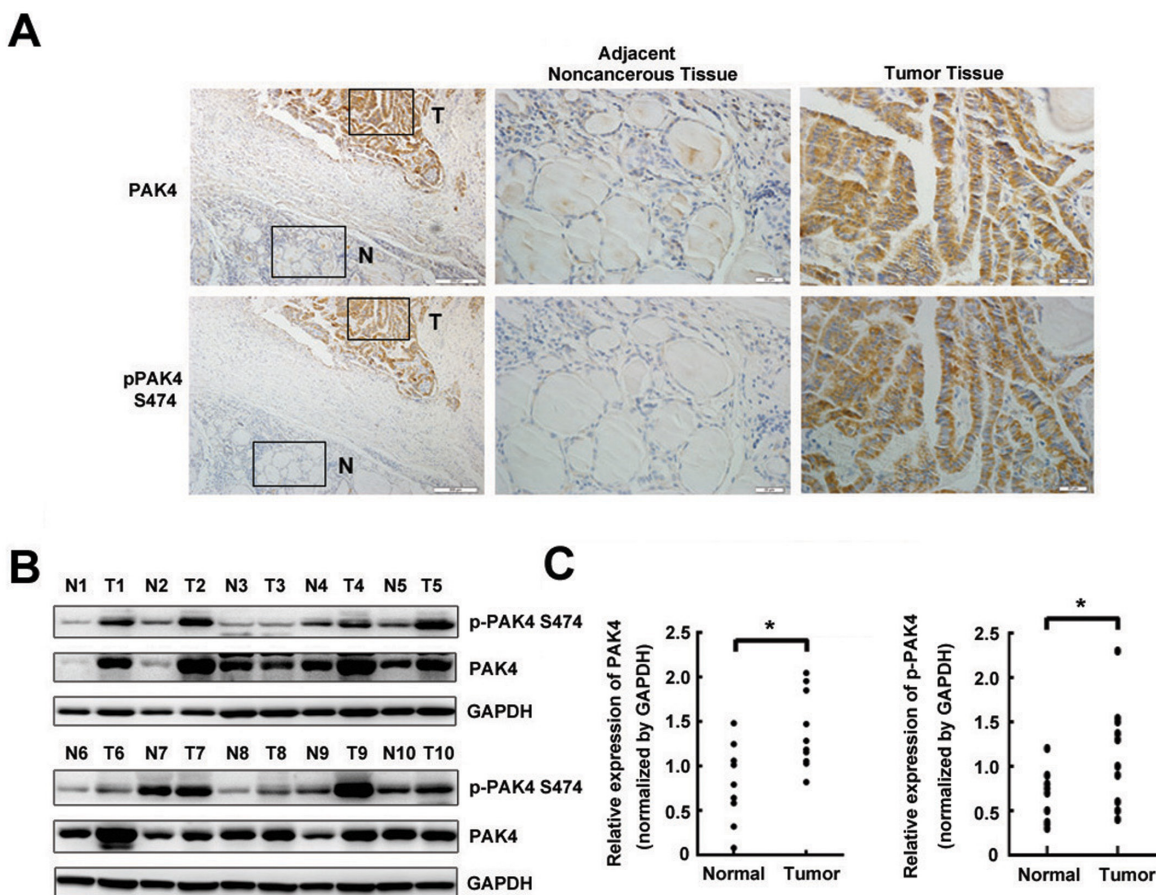 A
Adjacent
Noncancerous Tissue
Tumor Tissue
PAK4
T
N
pPAK4
S474
T
N
B
N1 T1 N2 T2 N3 T3 N4 T4 N5 T5
p-PAK4 S474
PAK4
GAPDH
N6 T6 N7 T7 N8 T8 N9 T9 N10 T10
p-PAK4 S474
PAK4
GAPDH
C
Relative expression of PAK4
(normalized by GAPDH)
2.5
2.0
1.5
1.0
0.5
0
*
Normal Tumor
Relative expression of p-PAK4
(normalized by GAPDH)
2.5
2.0
1.5
1.0
0.5
0
*
Normal Tumor